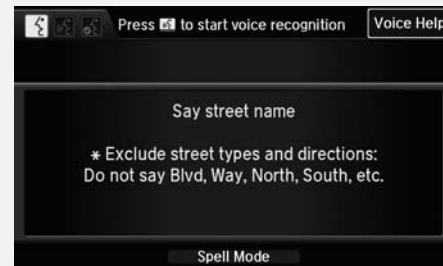 Press to start voice recognition
Voice Help
Say street name
* Exclude street types and directions:
Do not say Blvd, Way, North, South, etc.
Spell Mode